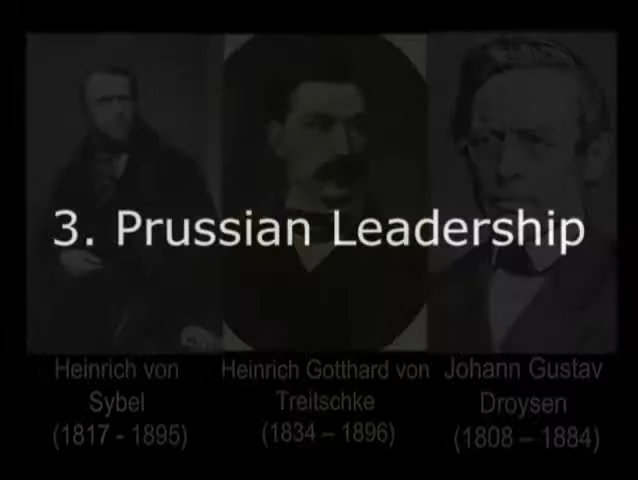 3. Prussian Leadership
Heinrich von
Sybel
(1817 - 1895)
Heinrich Gotthard von
Treitschke
(1834 – 1896)
Johann Gustav
Droysen
(1808 – 1884)